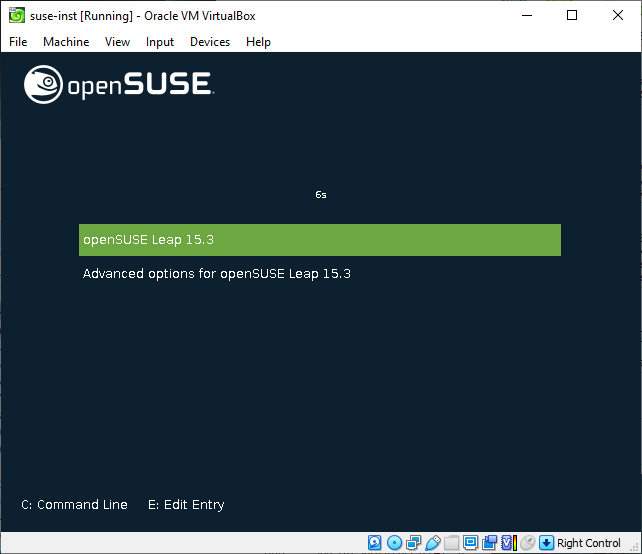 suse-inst [Running] - Oracle VM VirtualBox
File Machine View Input Devices Help
openSUSE
6s
openSUSE Leap 15.3
Advanced options for openSUSE Leap 15.3
C: Command Line E: Edit Entry
Right Control